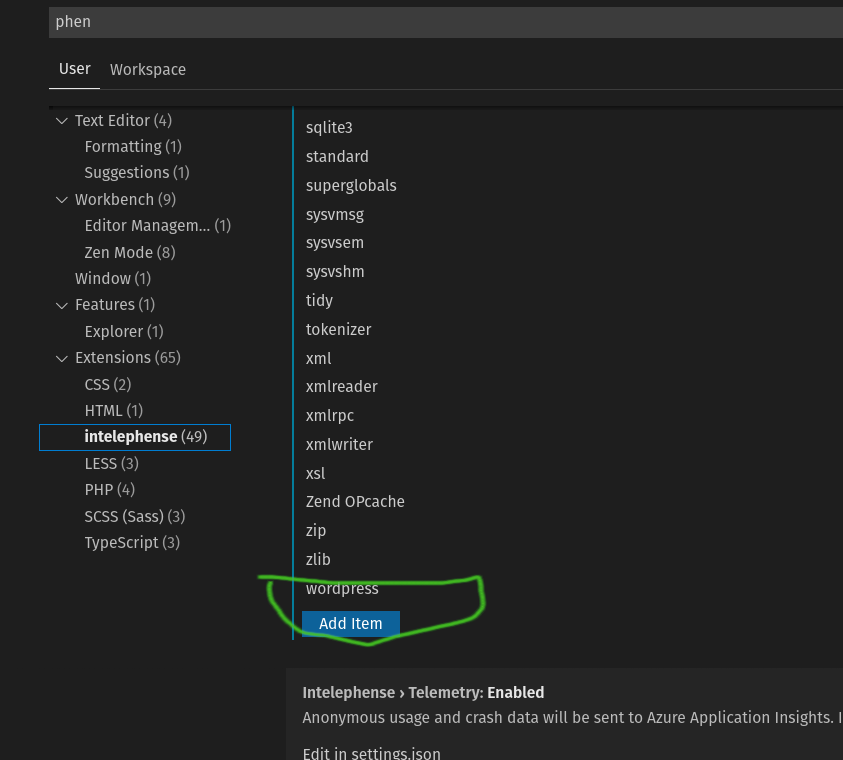 phen
User Workspace
Text Editor (4)
Formatting (1)
Suggestions (1)
Workbench (9)
Editor Managem... (1)
Zen Mode (8)
Window (1)
Features (1)
Explorer (1)
Extensions (65)
CSS (2)
HTML (1)
intelephense (49)
LESS (3)
PHP (4)
SCSS (Sass) (3)
TypeScript (3)
sqlite3
standard
superglobals
sysvmsg
sysvsem
sysvshm
tidy
tokenizer
xml
xmlreader
xmlrpc
xmlwriter
xsl
Zend OPcache
zip
zlib
wordpress
Add Item
Intelephense › Telemetry: Enabled
Anonymous usage and crash data will be sent to Azure Application Insights.
Edit in settings.json